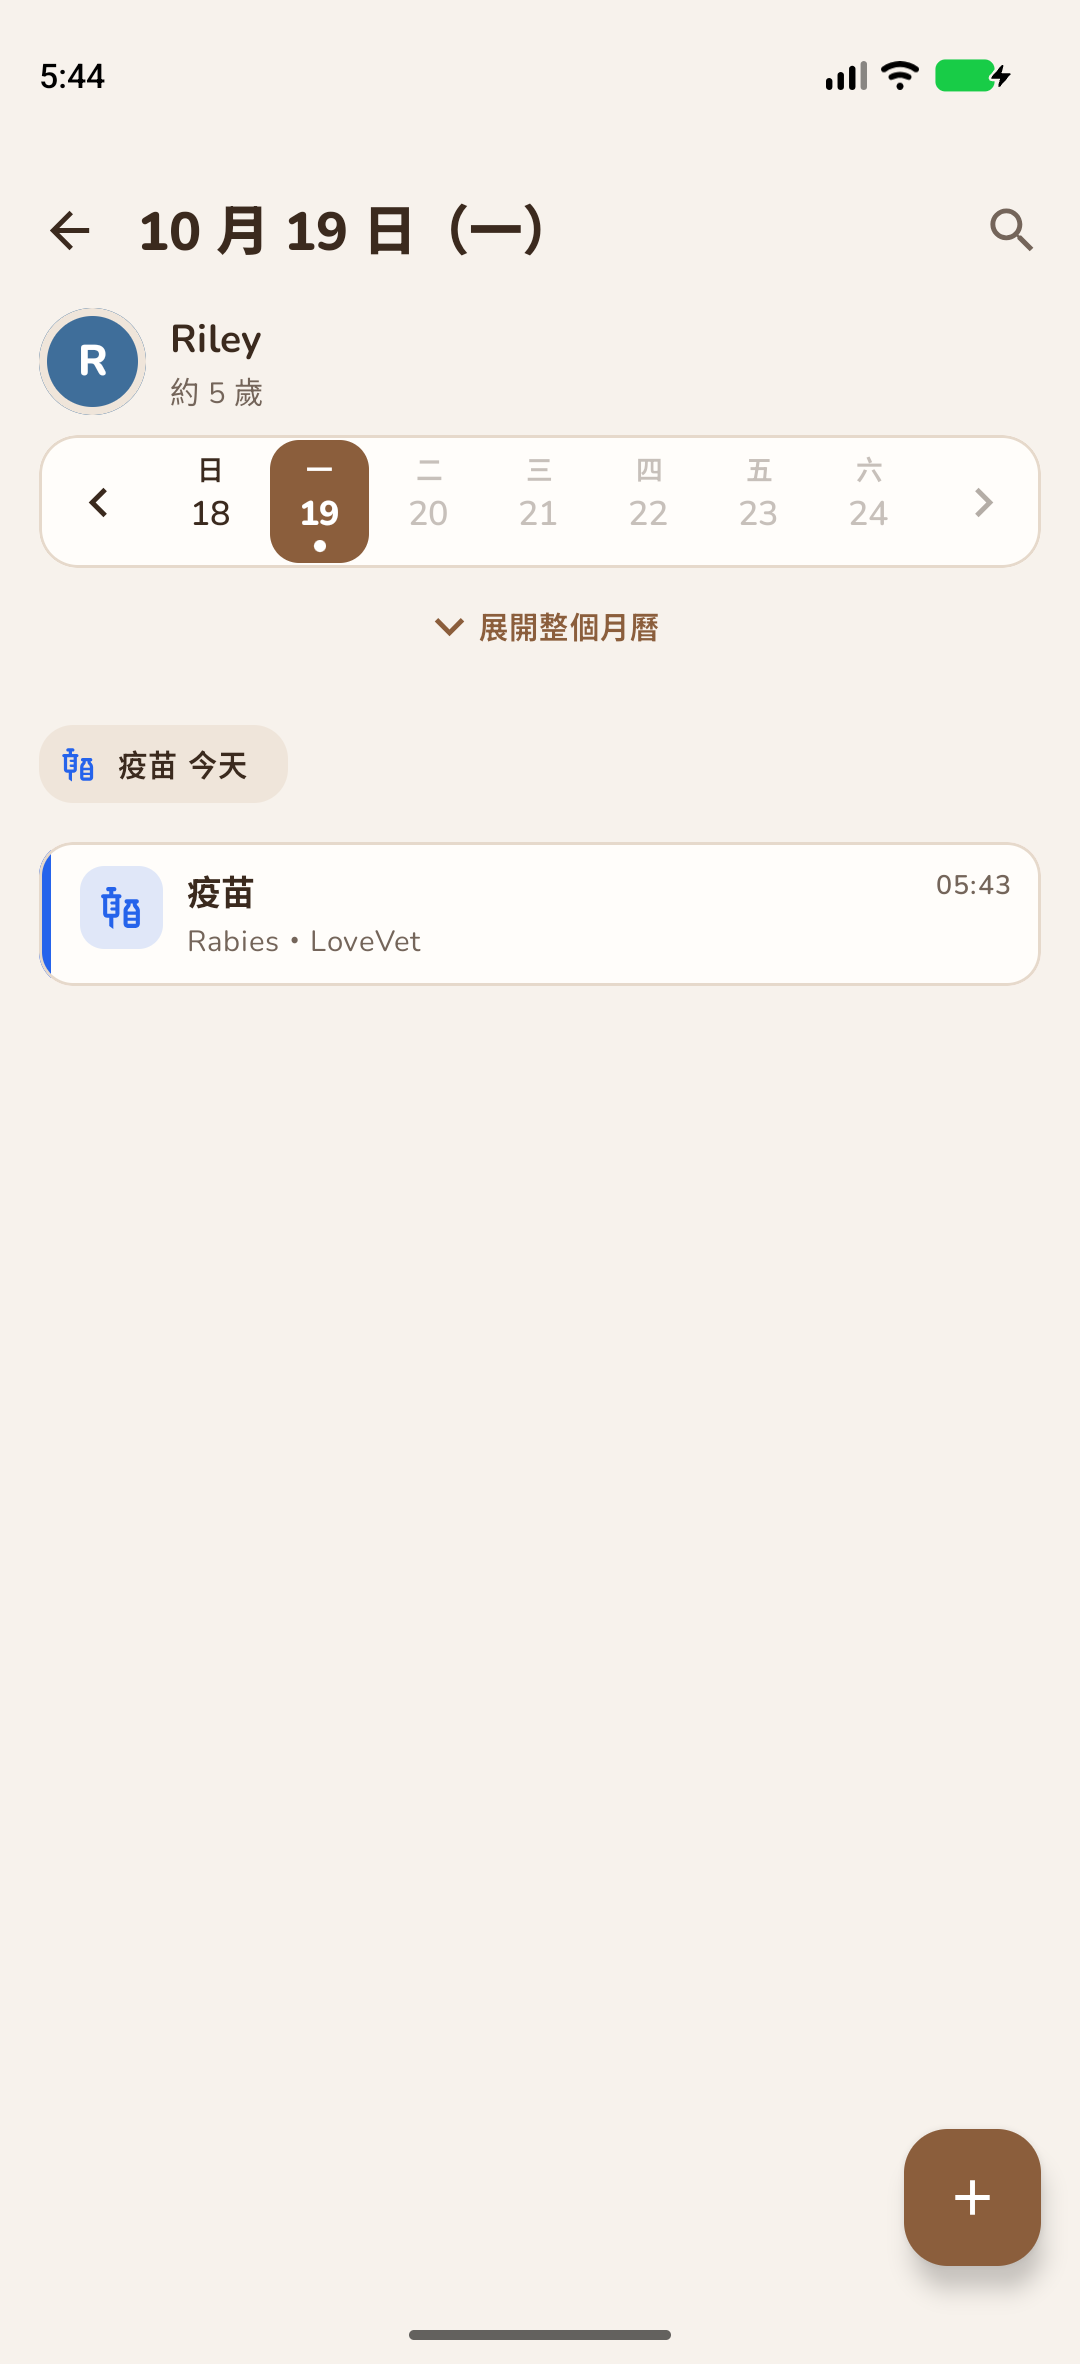 5:44
10 月 19 日（一）
R
Riley
約 5 歲
日 一 二 三 四 五 六
18 19 20 21 22 23 24
展開整個月曆
疫苗 今天
疫苗 05:43
Rabies • LoveVet